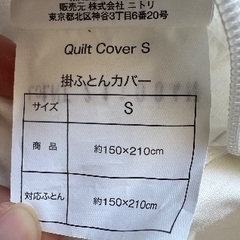 販売元 株式会社 ニトリ
東京都北区神谷3丁目6番20号
Quilt Cover S
掛ふとんカバー
サイズ S
商品 約150×210cm
対応ふとん 約150×210cm